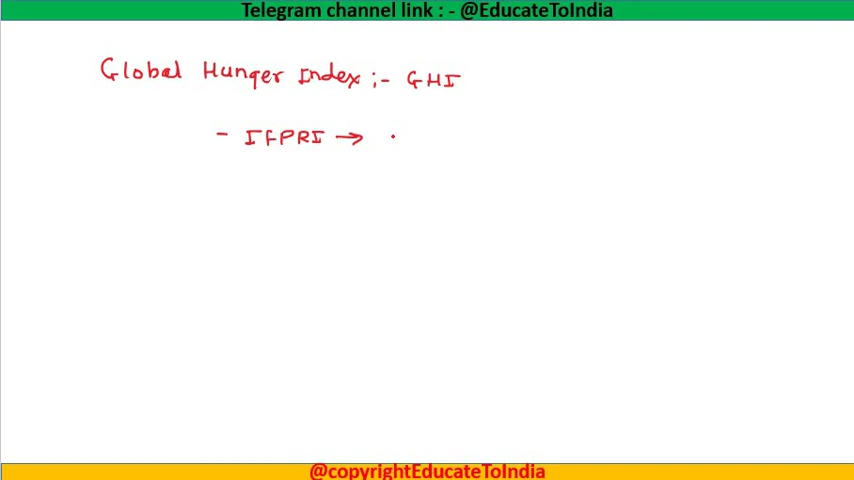 Telegram channel link : - @EducateToIndia
Global Hunger Index :- GHI
- IFPRI →
@copyrightEducateToIndia